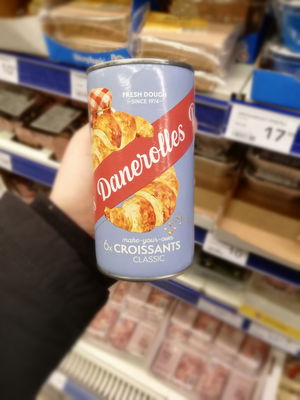 FRESH DOUGH
SINCE 1974
Danerolles
make-your-own
6x CROISSANTS
CLASSIC
17